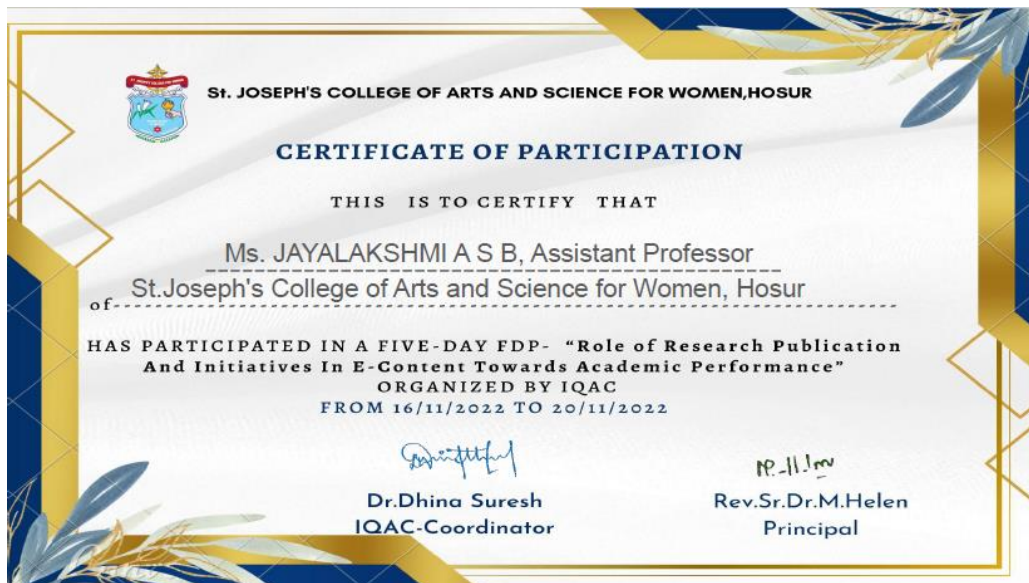 St. JOSEPH'S COLLEGE OF ARTS AND SCIENCE FOR WOMEN,HOSUR
CERTIFICATE OF PARTICIPATION
THIS IS TO CERTIFY THAT
Ms. JAYALAKSHMI A S B, Assistant Professor
of St.Joseph's College of Arts and Science for Women, Hosur
HAS PARTICIPATED IN A FIVE-DAY FDP- “Role of Research Publication
And Initiatives In E-Content Towards Academic Performance”
ORGANIZED BY IQAC
FROM 16/11/2022 TO 20/11/2022
Dr.Dhina Suresh
IQAC-Coordinator
Rev.Sr.Dr.M.Helen
Principal